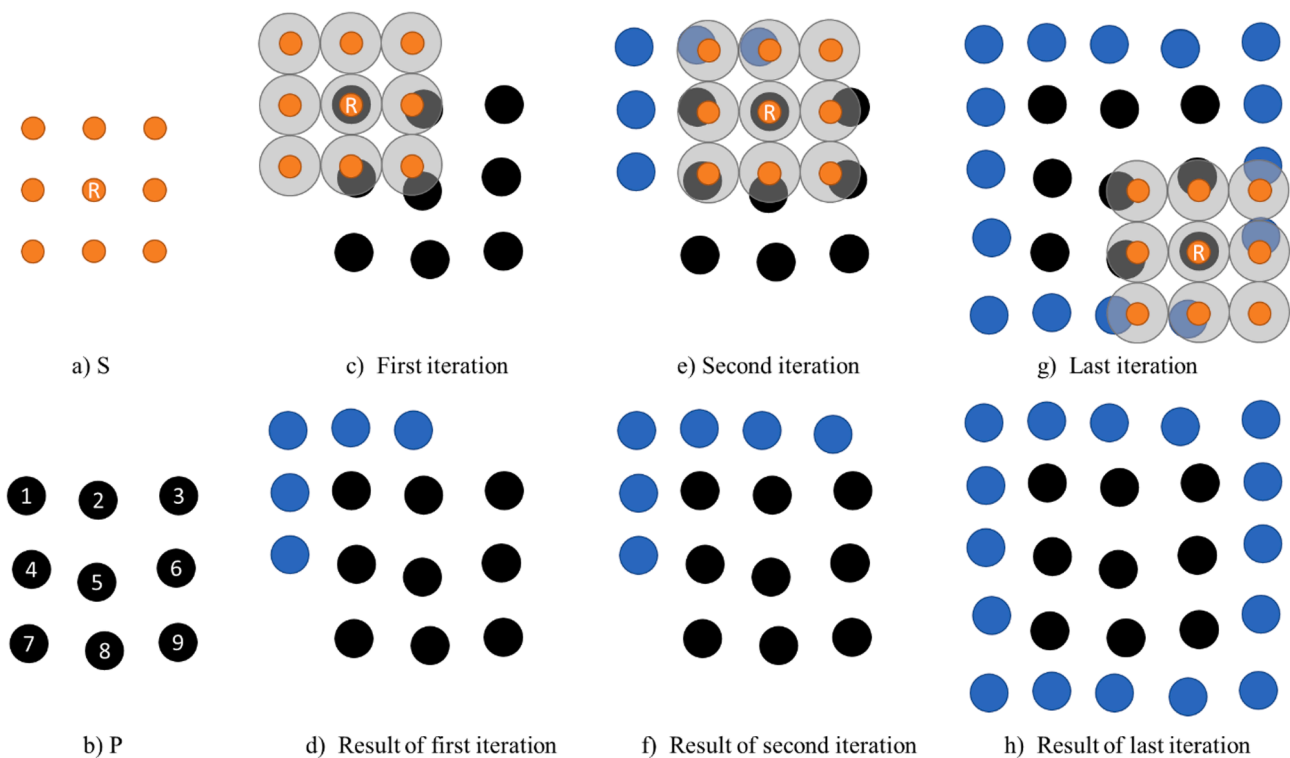 R
R
R
R
a) S
c) First iteration
e) Second iteration
g) Last iteration
1 2 3
4 5 6
7 8 9
b) P
d) Result of first iteration
f) Result of second iteration
h) Result of last iteration